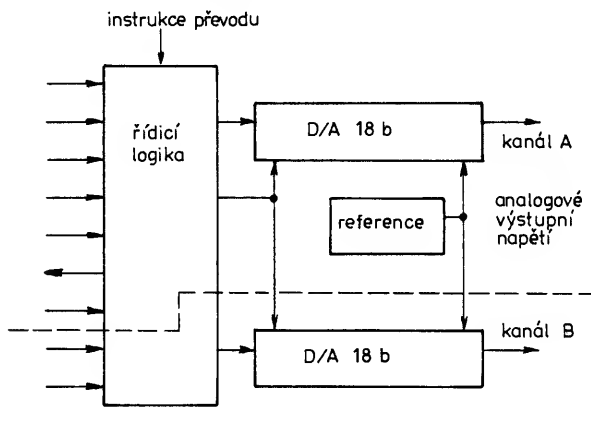 instrukce převodu
řídicí
logika
D/A 18 b
kanál A
reference
analogové
výstupní
napětí
kanál B
D/A 18 b